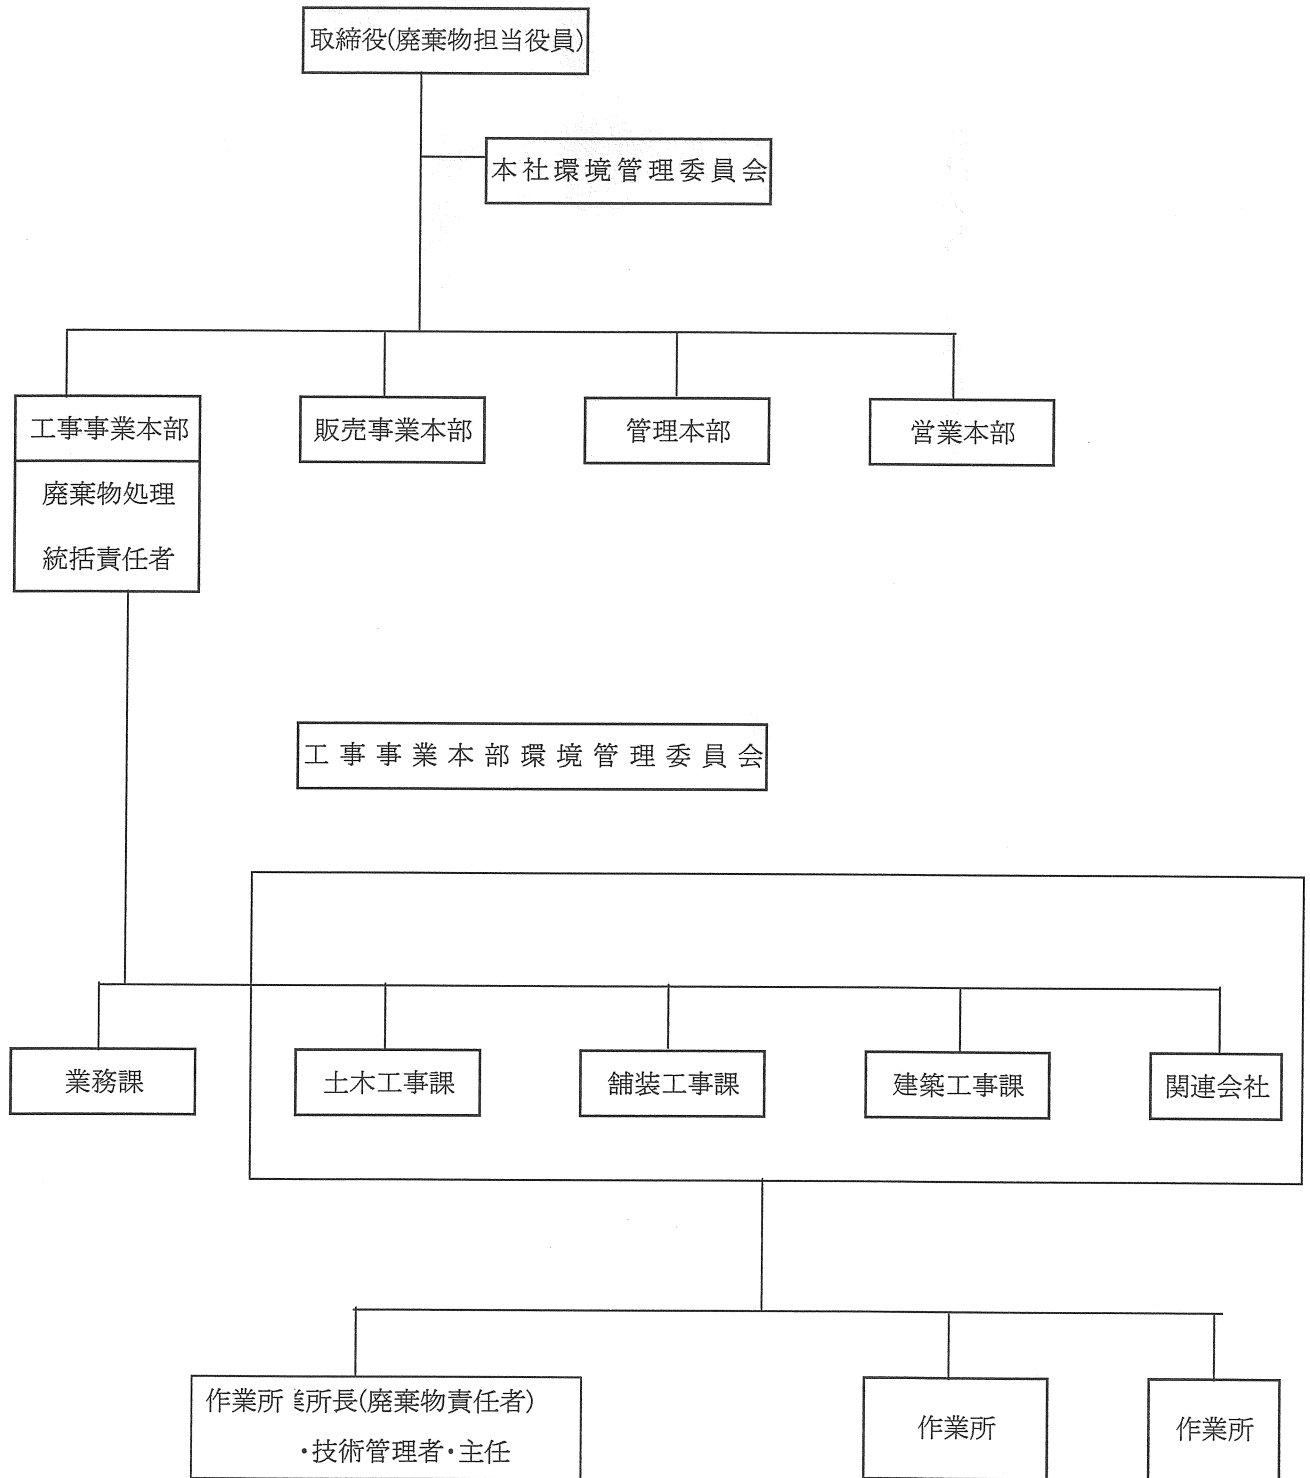 取締役(廃棄物担当役員)
本社環境管理委員会
工事事業本部
販売事業本部
管理本部
営業本部
廃棄物処理
統括責任者
工事事業本部環境管理委員会
業務課
土木工事課
舗装工事課
建築工事課
関連会社
作業所 所長(廃棄物責任者)
・技術管理者・主任
作業所
作業所